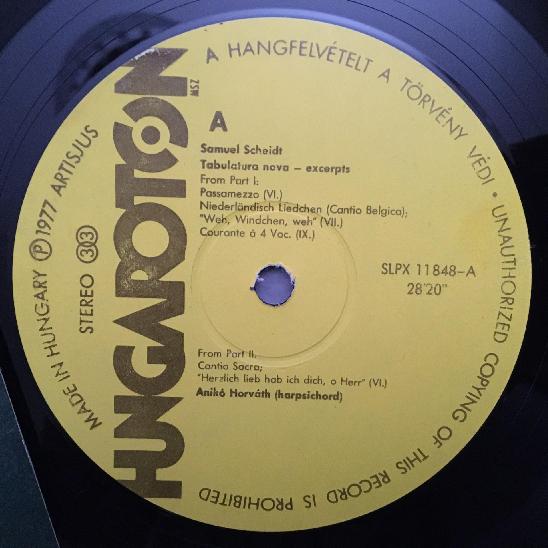 A HANGFELVÉTELT A TÖRVÉNY VÉDI · UNAUTHORIZED COPYING OF THIS RECORD IS PROHIBITED
MADE IN HUNGARY Ⓟ 1977 ARTISJUS
STEREO 33
HUNGAROTON
MSZ
A
Samuel Scheidt
Tabulatura nova – excerpts
From Part I:
Passamezzo (VI.)
Niederländisch Liedchen (Cantio Belgica);
"Weh, Windchen, weh" (VII.)
Courante á 4 Voc. (IX.)
SLPX 11848-A
28'20"
From Part II:
Cantio Sacra;
"Herzlich lieb hab ich dich, o Herr" (VI.)
Anikó Horváth (harpsichord)